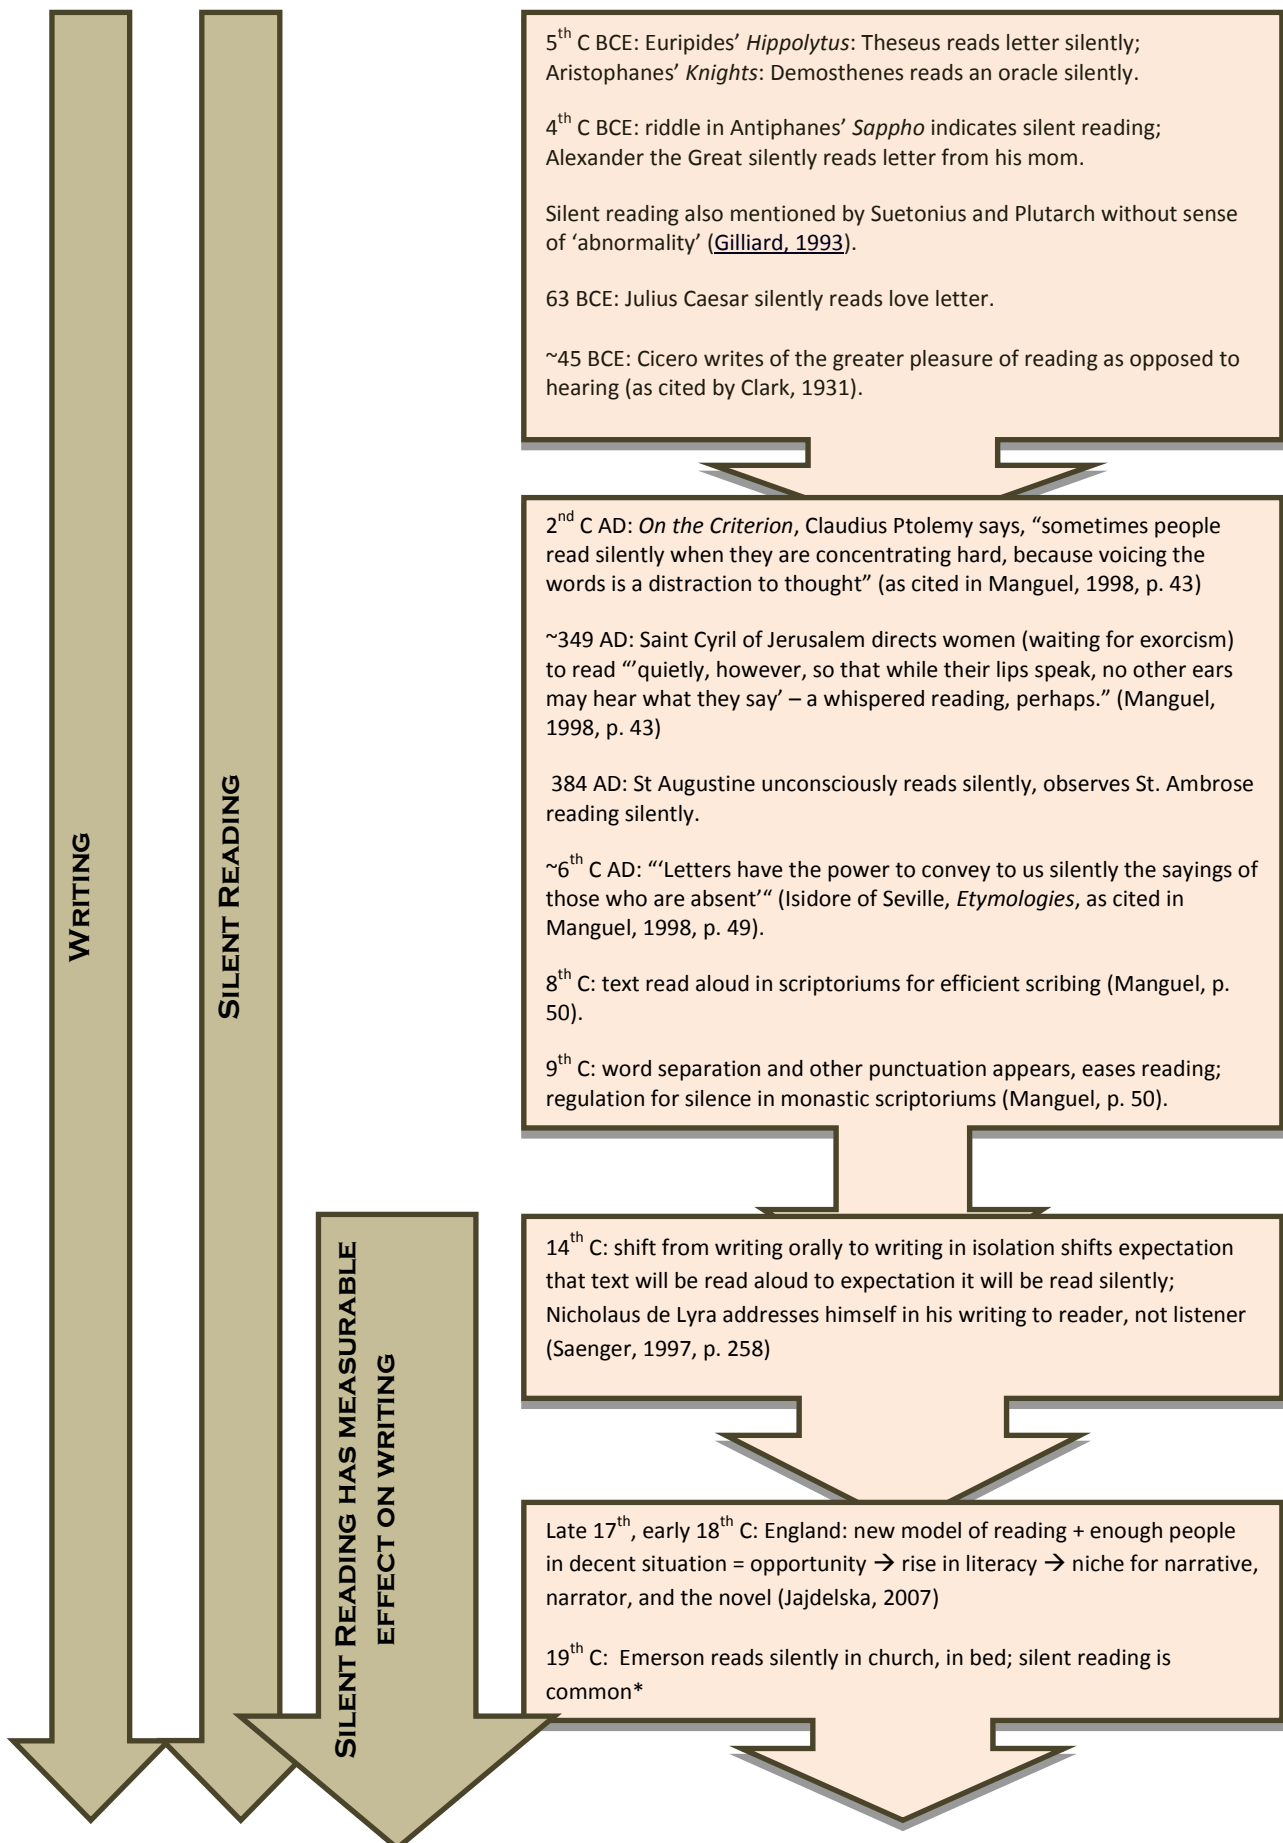 WRITING
SILENT READING
SILENT READING HAS MEASURABLE
EFFECT ON WRITING
5th C BCE: Euripides’ Hippolytus: Theseus reads letter silently;
Aristophanes’ Knights: Demosthenes reads an oracle silently.
4th C BCE: riddle in Antiphanes’ Sappho indicates silent reading;
Alexander the Great silently reads letter from his mom.
Silent reading also mentioned by Suetonius and Plutarch without sense
of ‘abnormality’ (Gilliard, 1993).
63 BCE: Julius Caesar silently reads love letter.
~45 BCE: Cicero writes of the greater pleasure of reading as opposed to
hearing (as cited by Clark, 1931).
2nd C AD: On the Criterion, Claudius Ptolemy says, “sometimes people
read silently when they are concentrating hard, because voicing the
words is a distraction to thought” (as cited in Manguel, 1998, p. 43)
~349 AD: Saint Cyril of Jerusalem directs women (waiting for exorcism)
to read “’quietly, however, so that while their lips speak, no other ears
may hear what they say’ – a whispered reading, perhaps.” (Manguel,
1998, p. 43)
384 AD: St Augustine unconsciously reads silently, observes St. Ambrose
reading silently.
~6th C AD: “‘Letters have the power to convey to us silently the sayings of
those who are absent’“ (Isidore of Seville, Etymologies, as cited in
Manguel, 1998, p. 49).
8th C: text read aloud in scriptoriums for efficient scribing (Manguel, p.
50).
9th C: word separation and other punctuation appears, eases reading;
regulation for silence in monastic scriptoriums (Manguel, p. 50).
14th C: shift from writing orally to writing in isolation shifts expectation
that text will be read aloud to expectation it will be read silently;
Nicholaus de Lyra addresses himself in his writing to reader, not listener
(Saenger, 1997, p. 258)
Late 17th, early 18th C: England: new model of reading + enough people
in decent situation = opportunity → rise in literacy → niche for narrative,
narrator, and the novel (Jajdelska, 2007)
19th C: Emerson reads silently in church, in bed; silent reading is
common*